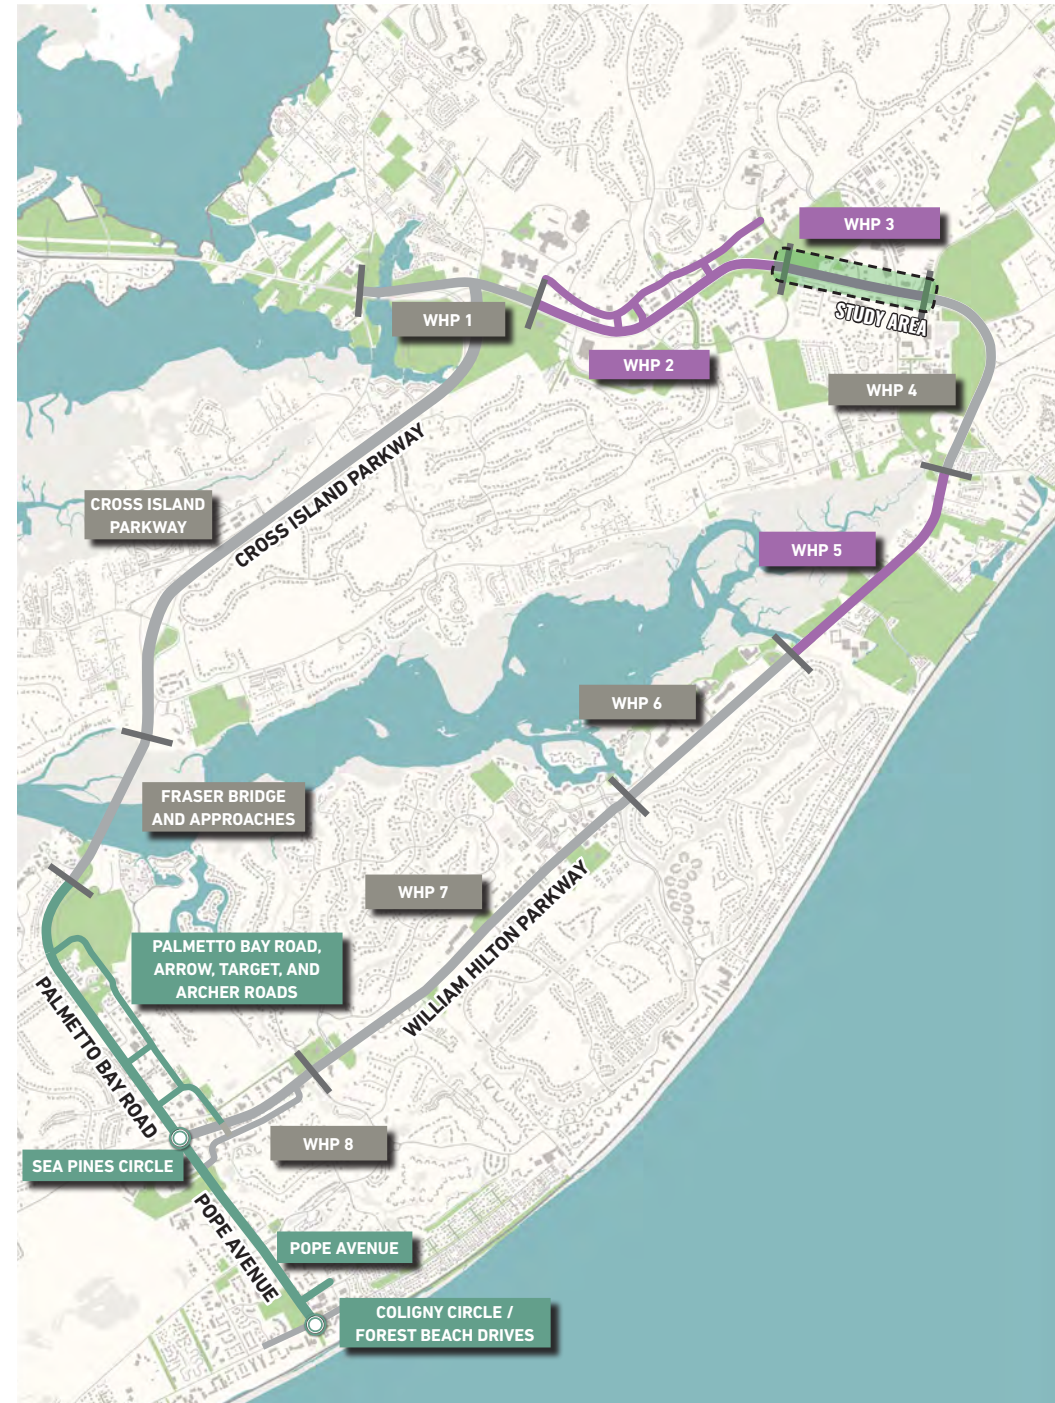 WHP 3
WHP 1
STUDY AREA
WHP 2
WHP 4
CROSS ISLAND PARKWAY
CROSS ISLAND
PARKWAY
WHP 5
WHP 6
FRASER BRIDGE
AND APPROACHES
WHP 7
WILLIAM HILTON PARKWAY
PALMETTO BAY ROAD,
ARROW, TARGET, AND
ARCHER ROADS
PALMETTO BAY ROAD
WHP 8
SEA PINES CIRCLE
POPE AVENUE
POPE AVENUE
COLIGNY CIRCLE /
FOREST BEACH DRIVES